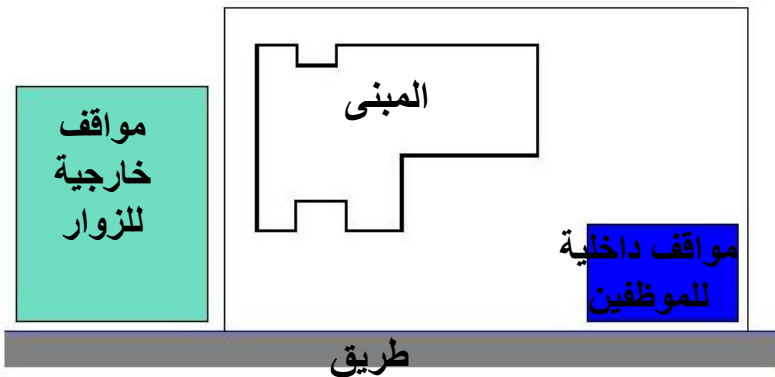 المبنى
مواقف
خارجية
للزوار
مواقف داخلية
للموظفين
طريق